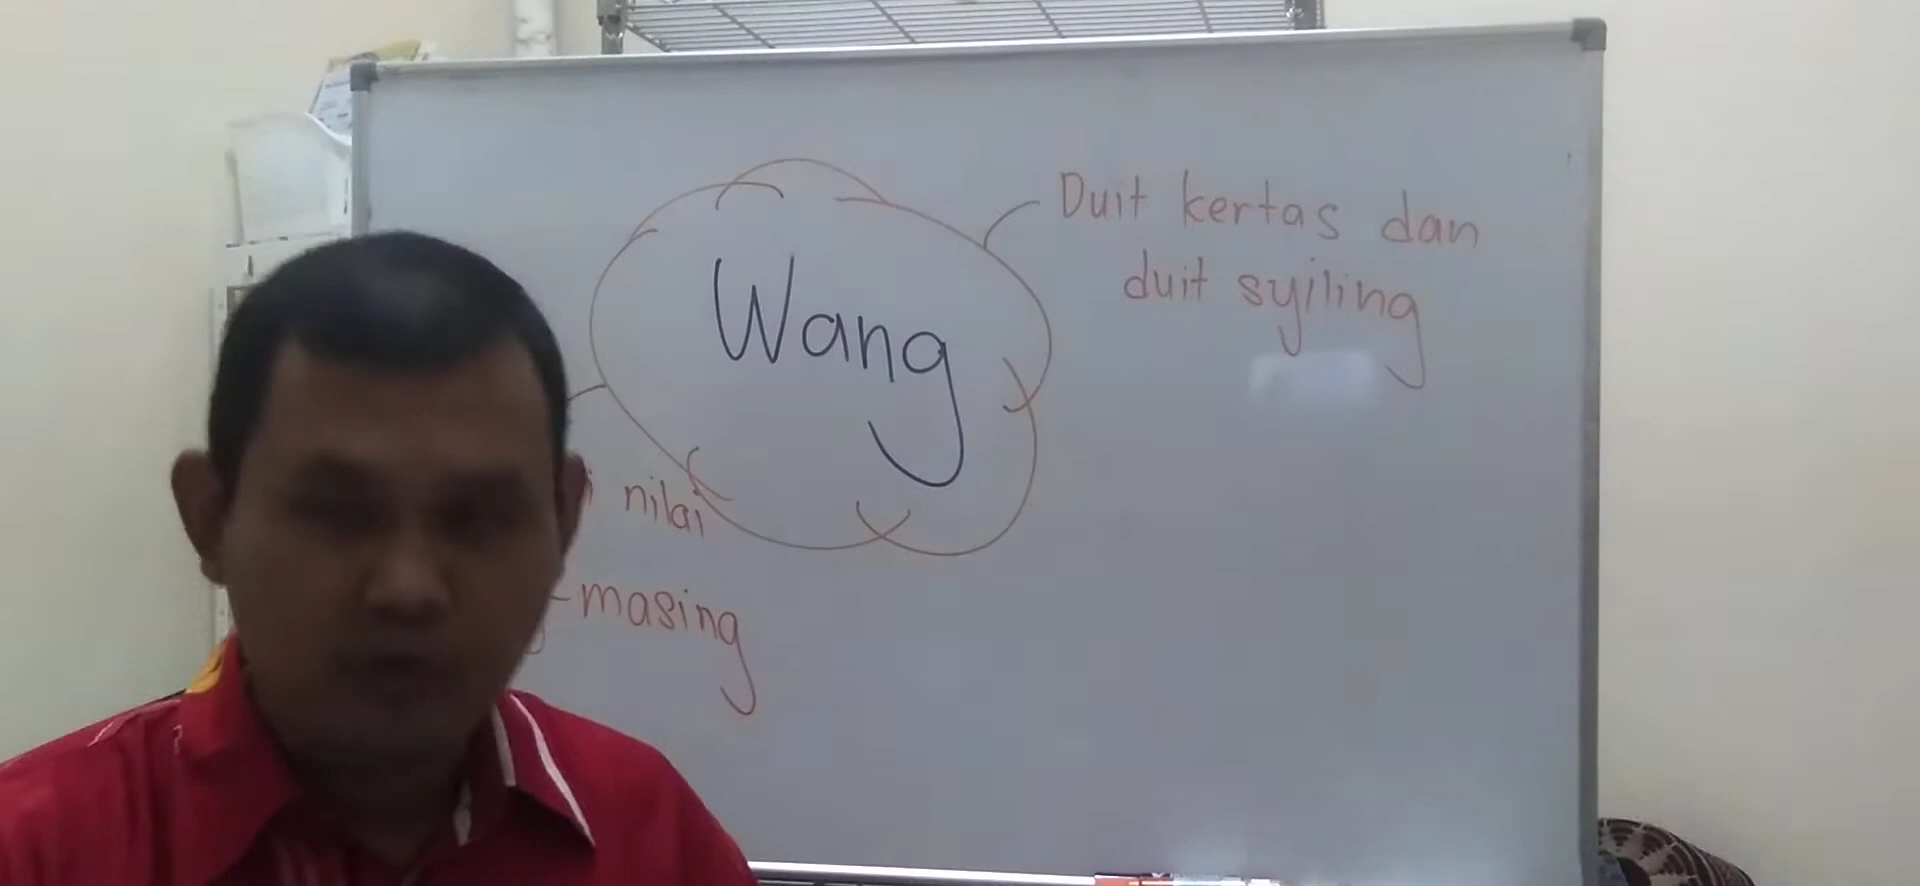 Wang
Duit kertas dan
duit syiling
nilai
-masing